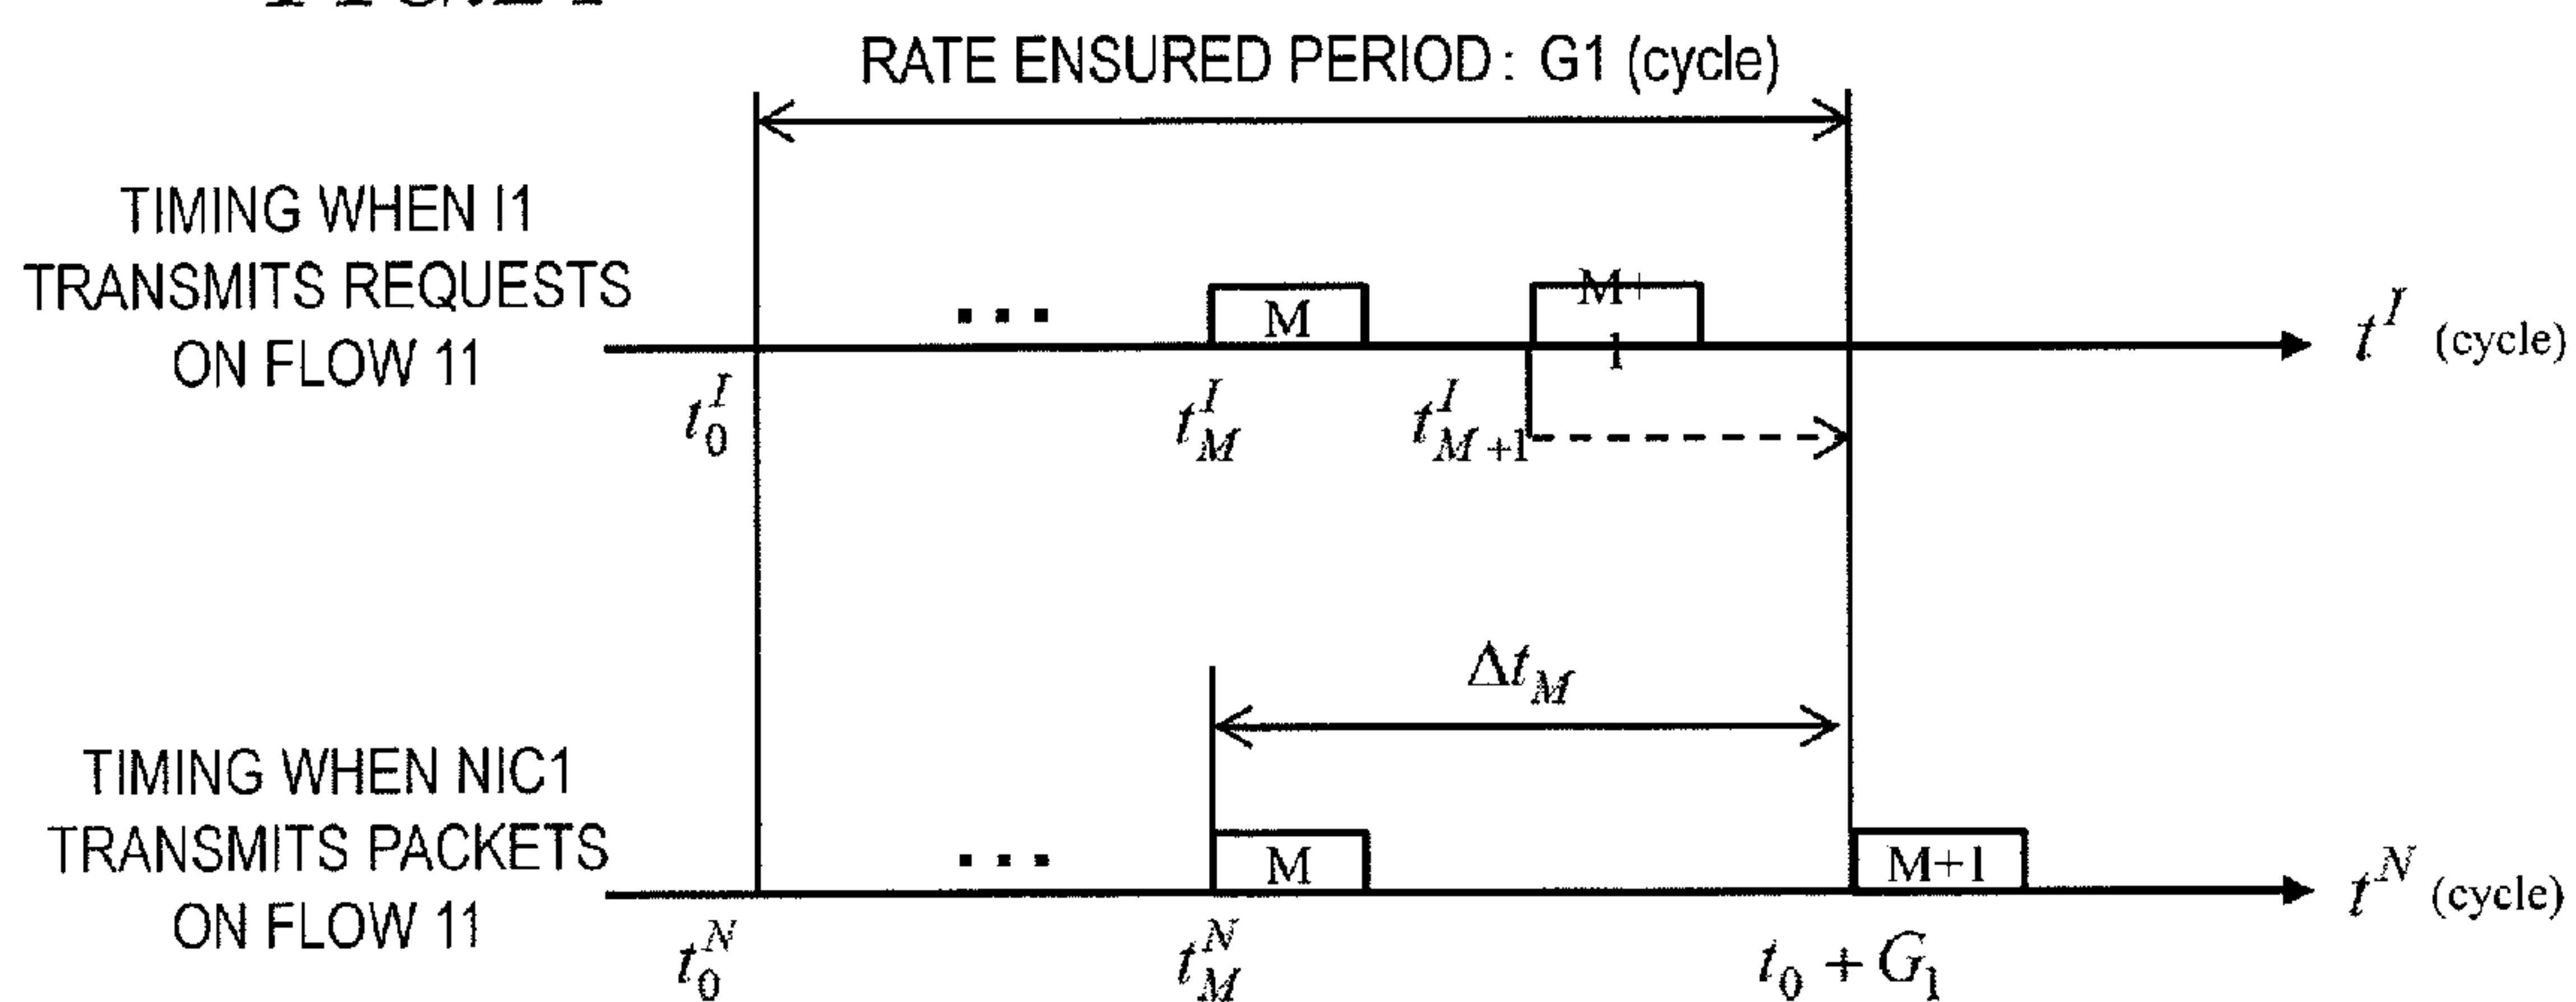 RATE ENSURED PERIOD: G1 (cycle)
TIMING WHEN I1
TRANSMITS REQUESTS
ON FLOW 11
... M M+1
t_0^I t_M^I t_{M+1}^I t^I (cycle)
Δt_M
TIMING WHEN NIC1
TRANSMITS PACKETS
ON FLOW 11
... M M+1
t_0^N t_M^N t_0 + G_1 t^N (cycle)